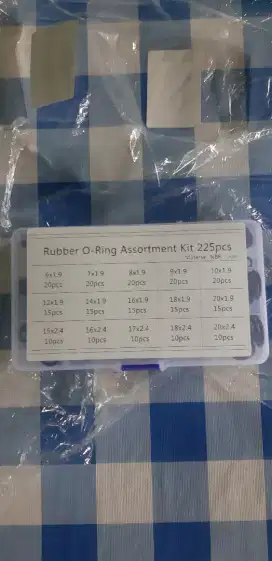 Rubber O-Ring Assortment Kit 225pcs
6x1.9 7x1.9 8x1.9 9x1.9 10x1.9
20pcs 20pcs 20pcs 20pcs 20pcs
12x1.9 14x1.9 16x1.9 18x1.9 20x1.9
15pcs 15pcs 15pcs 15pcs 15pcs
15x2.4 16x2.4 17x2.4 18x2.4 20x2.4
10pcs 10pcs 10pcs 10pcs 10pcs